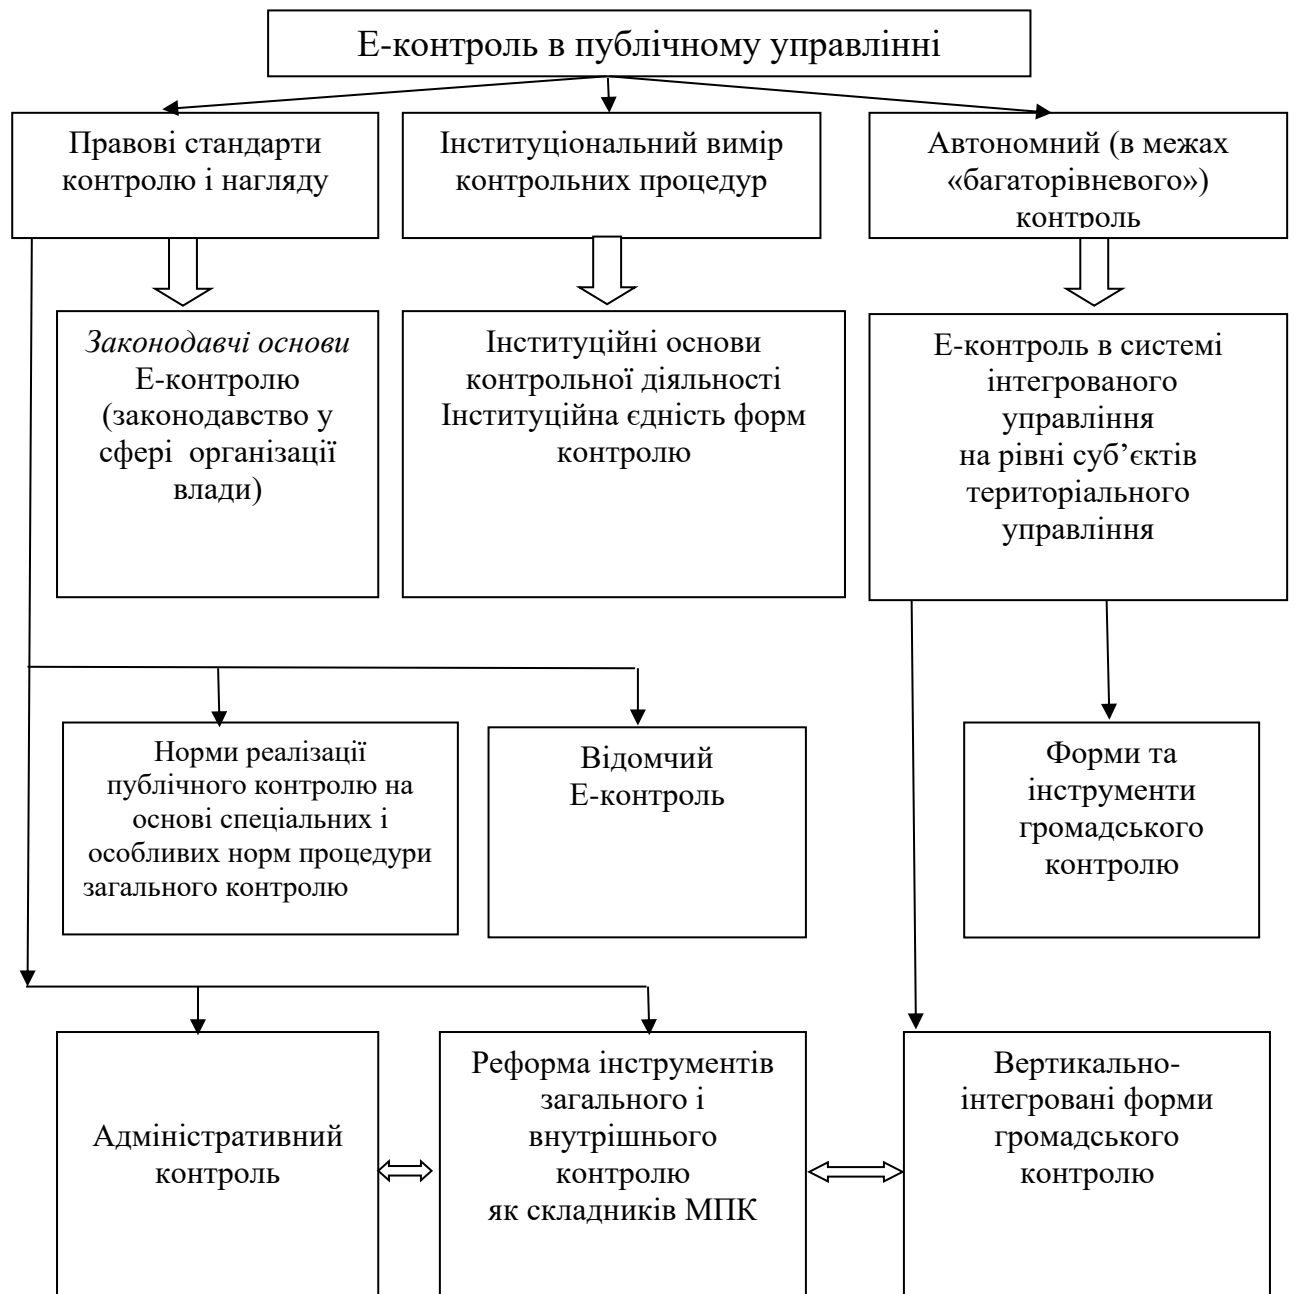 Е-контроль в публічному управлінні
Правові стандарти
контролю і нагляду
Інституціональний вимір
контрольних процедур
Автономний (в межах
«багаторівневого»)
контроль
Законодавчі основи
Е-контролю
(законодавство у
сфері організації
влади)
Інституційні основи
контрольної діяльності
Інституційна єдність форм
контролю
Е-контроль в системі
інтегрованого
управління
на рівні суб’єктів
територіального
управління
Норми реалізації
публічного контролю на
основі спеціальних і
особливих норм процедури
загального контролю
Відомчий
Е-контроль
Форми та
інструменти
громадського
контролю
Адміністративний
контроль
Реформа інструментів
загального і
внутрішнього
контролю
як складників МПК
Вертикально-
інтегровані форми
громадського
контролю